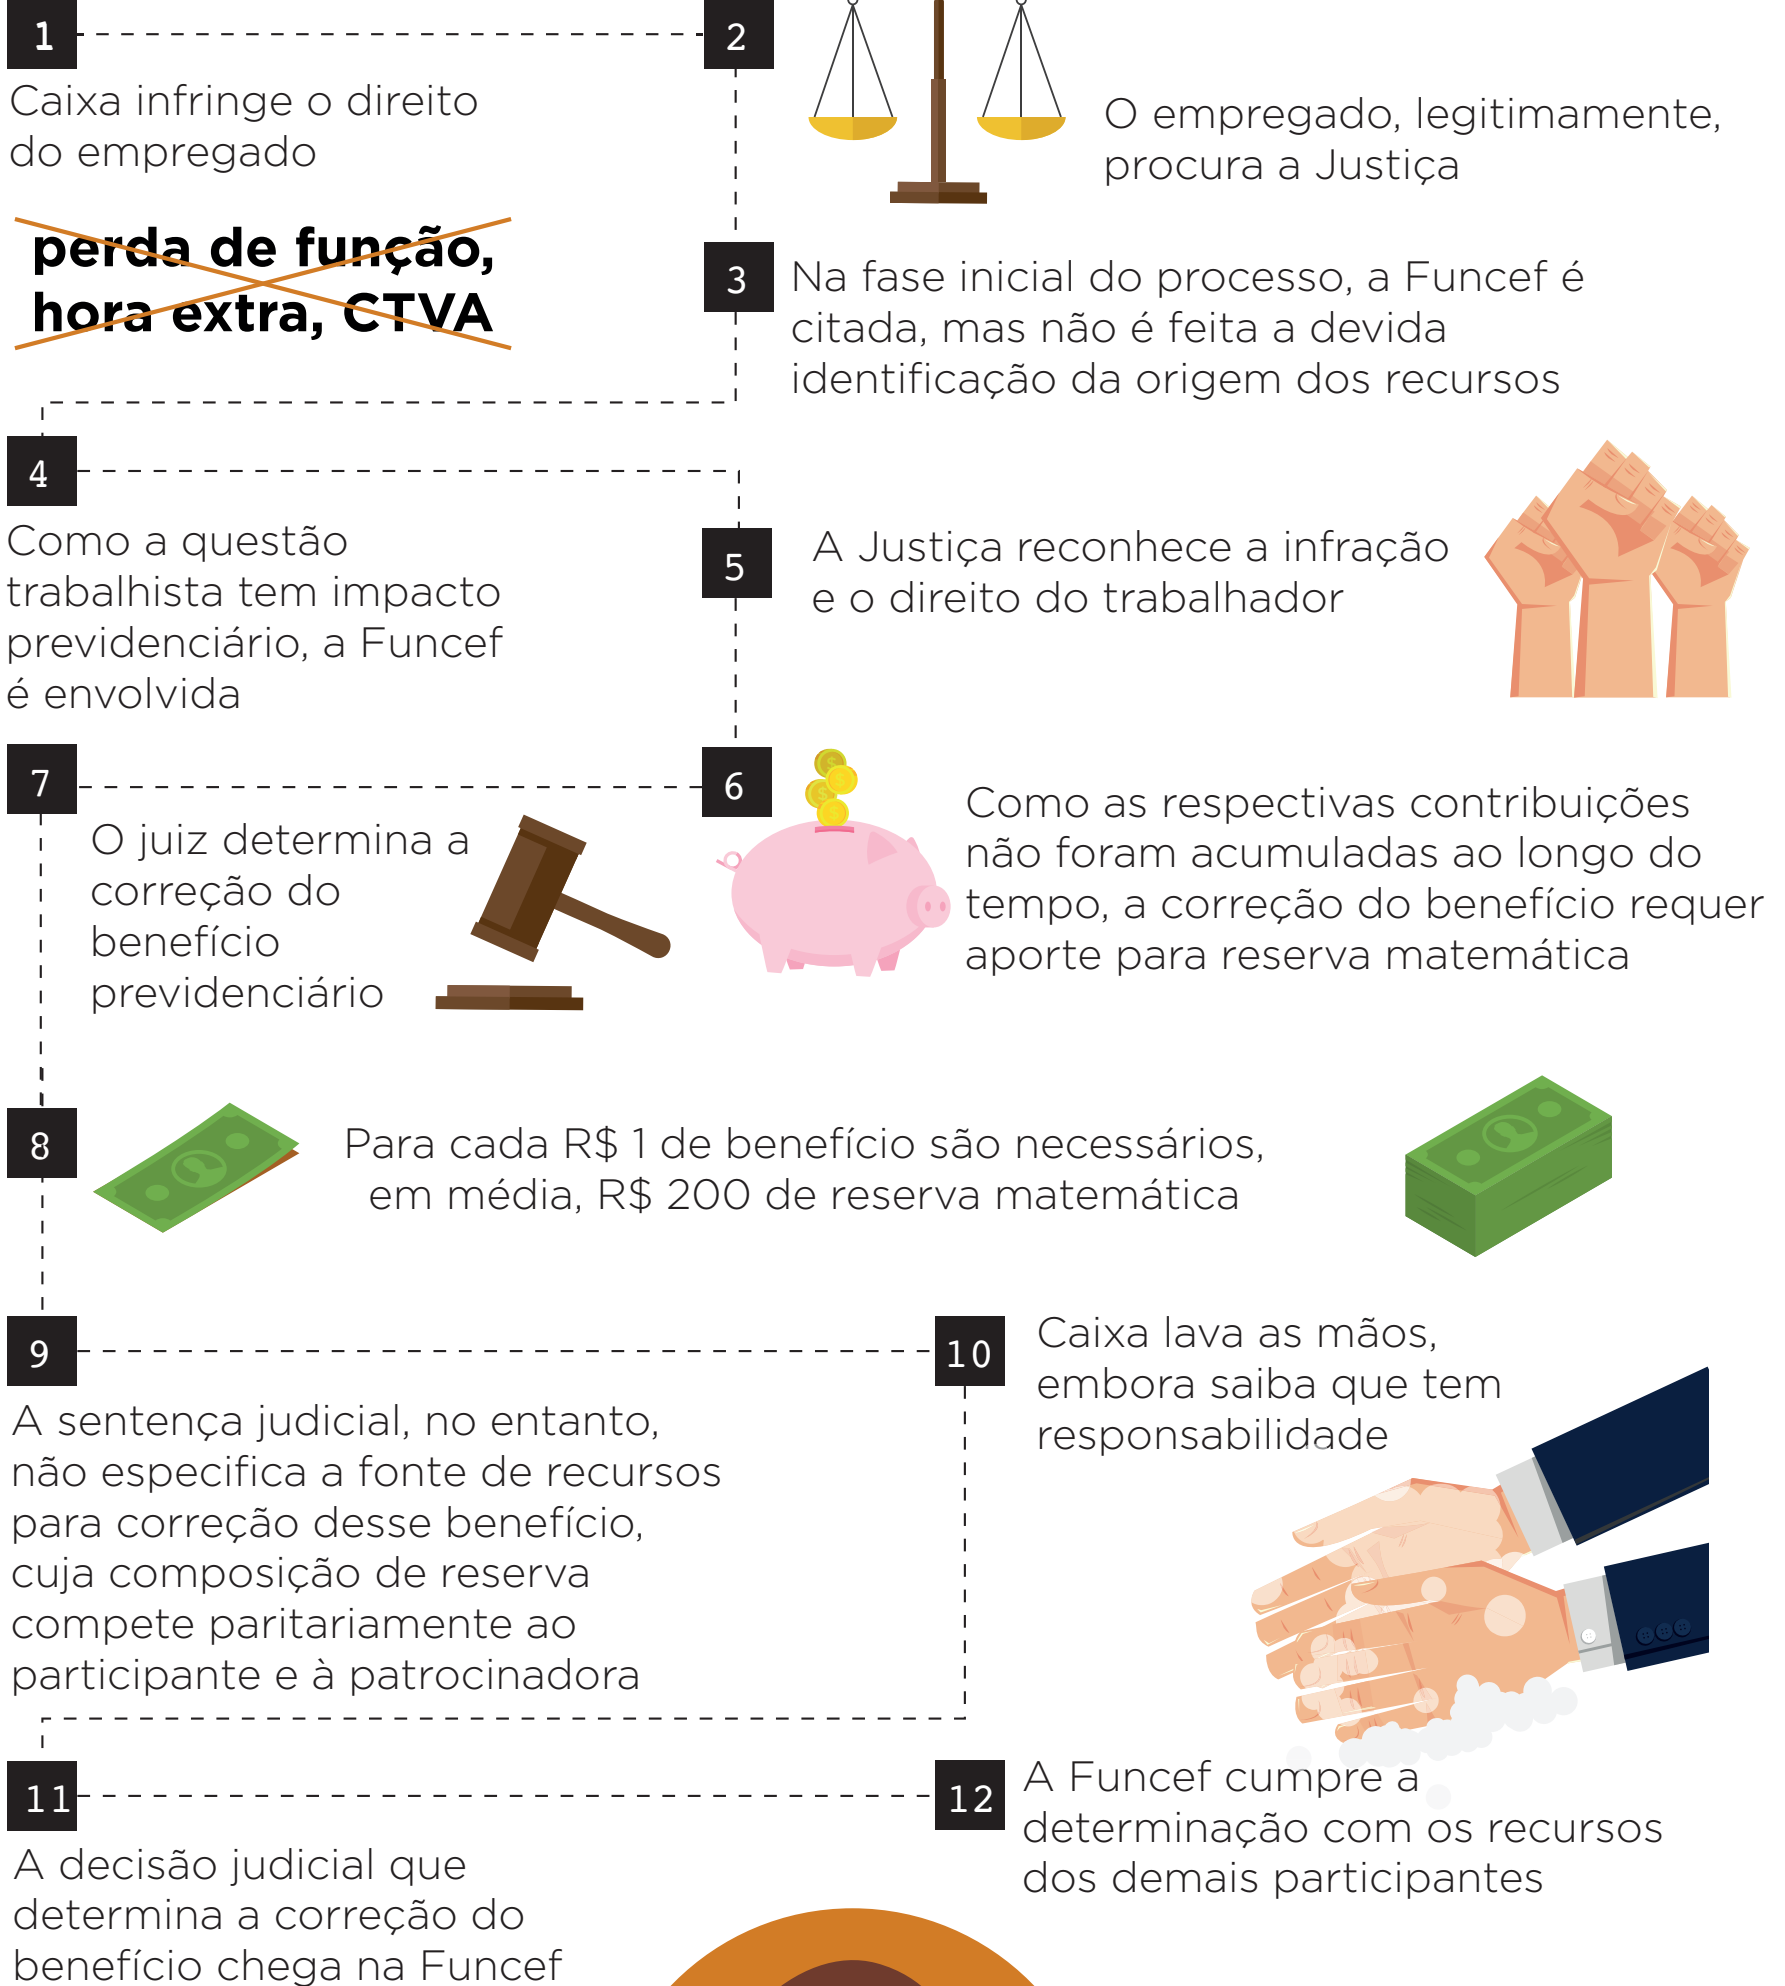 1
Caixa infringe o direito
do empregado
perda de função,
hora extra, CTVA
2
O empregado, legitimamente,
procura a Justiça
3
Na fase inicial do processo, a Funcef é
citada, mas não é feita a devida
identificação da origem dos recursos
4
Como a questão
trabalhista tem impacto
previdenciário, a Funcef
é envolvida
5
A Justiça reconhece a infração
e o direito do trabalhador
6
Como as respectivas contribuições
não foram acumuladas ao longo do
tempo, a correção do benefício requer
aporte para reserva matemática
7
O juiz determina a
correção do
benefício
previdenciário
8
Para cada R$ 1 de benefício são necessários,
em média, R$ 200 de reserva matemática
9
A sentença judicial, no entanto,
não especifica a fonte de recursos
para correção desse benefício,
cuja composição de reserva
compete paritariamente ao
participante e à patrocinadora
10
Caixa lava as mãos,
embora saiba que tem
responsabilidade
11
A decisão judicial que
determina a correção do
benefício chega na Funcef
12
A Funcef cumpre a
determinação com os recursos
dos demais participantes